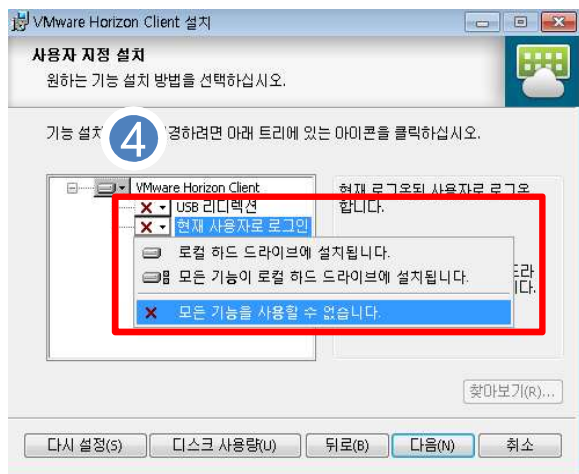 VMware Horizon Client 설치
사용자 지정 설치
원하는 기능 설치 방법을 선택하십시오.
4
기능 설치 경하려면 아래 트리에 있는 아이콘을 클릭하십시오.
VMware Horizon Client
USB 리디렉션
현재 사용자로 로그인
현재 로그온된 사용자로 로그온
합니다.
로컬 하드 드라이브에 설치됩니다.
모든 기능이 로컬 하드 드라이브에 설치됩니다.
모든 기능을 사용할 수 없습니다.
찾아보기(R)...
다시 설정(S)
디스크 사용량(U)
뒤로(B)
다음(N)
취소